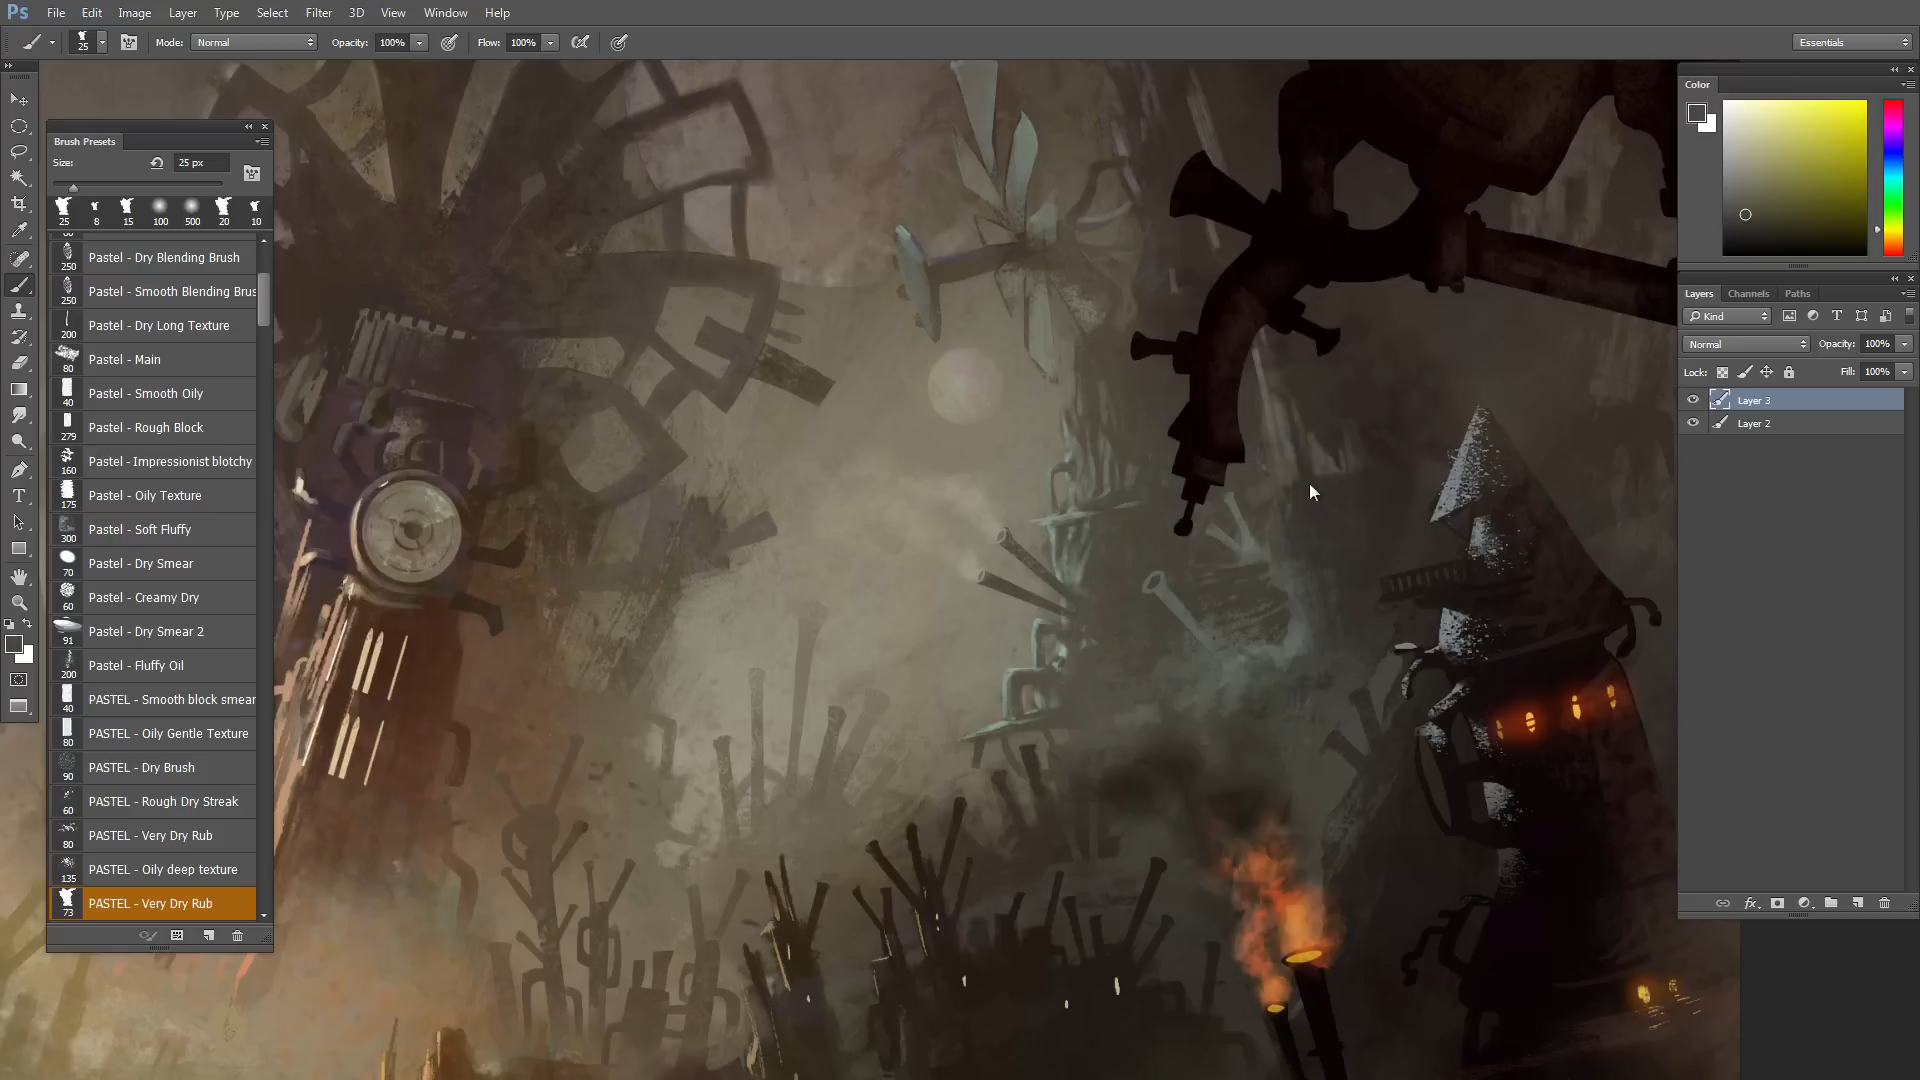 Ps File Edit Image Layer Type Select Filter 3D View Window Help
25 Mode: Normal Opacity: 100% Flow: 100% Essentials
Brush Presets
Size: 25 px
25 8 15 100 500 20 10
250 Pastel - Dry Blending Brush
250 Pastel - Smooth Blending Brus
200 Pastel - Dry Long Texture
80 Pastel - Main
40 Pastel - Smooth Oily
279 Pastel - Rough Block
160 Pastel - Impressionist blotchy
175 Pastel - Oily Texture
300 Pastel - Soft Fluffy
70 Pastel - Dry Smear
60 Pastel - Creamy Dry
91 Pastel - Dry Smear 2
200 Pastel - Fluffy Oil
40 PASTEL - Smooth block smear
80 PASTEL - Oily Gentle Texture
90 PASTEL - Dry Brush
60 PASTEL - Rough Dry Streak
80 PASTEL - Very Dry Rub
135 PASTEL - Oily deep texture
73 PASTEL - Very Dry Rub
Color
Layers Channels Paths
Kind
Normal Opacity: 100%
Lock: Fill: 100%
Layer 3
Layer 2